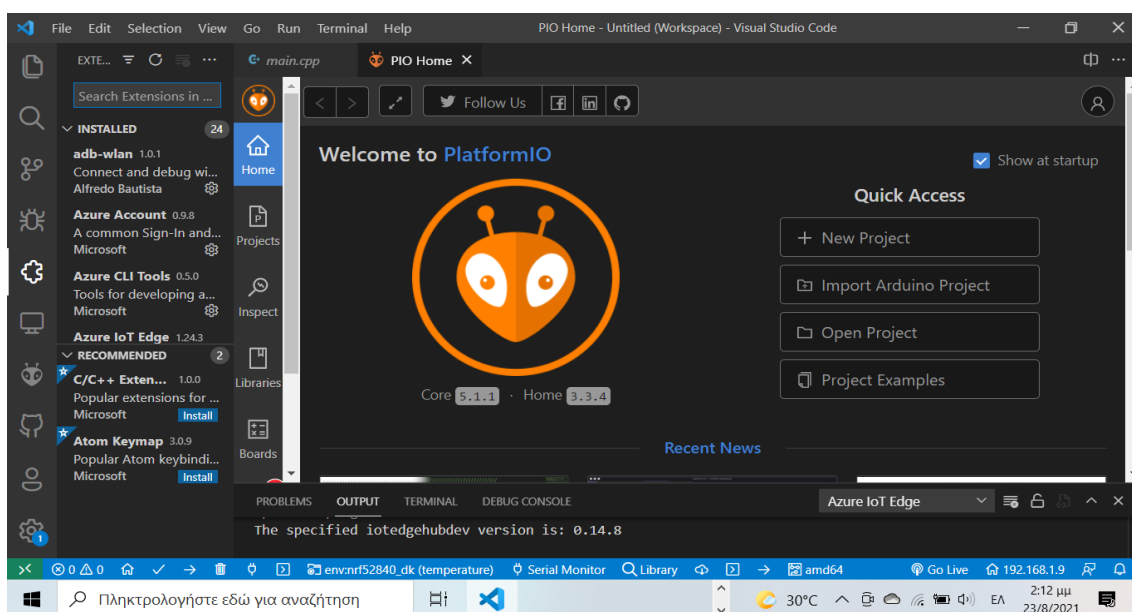 File Edit Selection View Go Run Terminal Help PIO Home - Untitled (Workspace) - Visual Studio Code
EXTE...
main.cpp
PIO Home
Search Extensions in ...
Follow Us
INSTALLED 24
adb-wlan 1.0.1
Connect and debug wi...
Alfredo Bautista
Azure Account 0.9.8
A common Sign-In and...
Microsoft
Azure CLI Tools 0.5.0
Tools for developing a...
Microsoft
Azure IoT Edge 1.24.3
RECOMMENDED 2
C/C++ Exten... 1.0.0
Popular extensions for ...
Microsoft Install
Atom Keymap 3.0.9
Popular Atom keybindi...
Microsoft Install
Home
Projects
Inspect
Libraries
Boards
Welcome to PlatformIO
Show at startup
Core 5.1.1 · Home 3.3.4
Quick Access
New Project
Import Arduino Project
Open Project
Project Examples
Recent News
PROBLEMS OUTPUT TERMINAL DEBUG CONSOLE Azure IoT Edge
The specified iotedgehubdev version is: 0.14.8
1
0 0 env:nrf52840_dk (temperature) Serial Monitor Library amd64 Go Live 192.168.1.9
Πληκτρολογήστε εδώ για αναζήτηση 30°C ΕΛ 2:12 μμ
23/8/2021